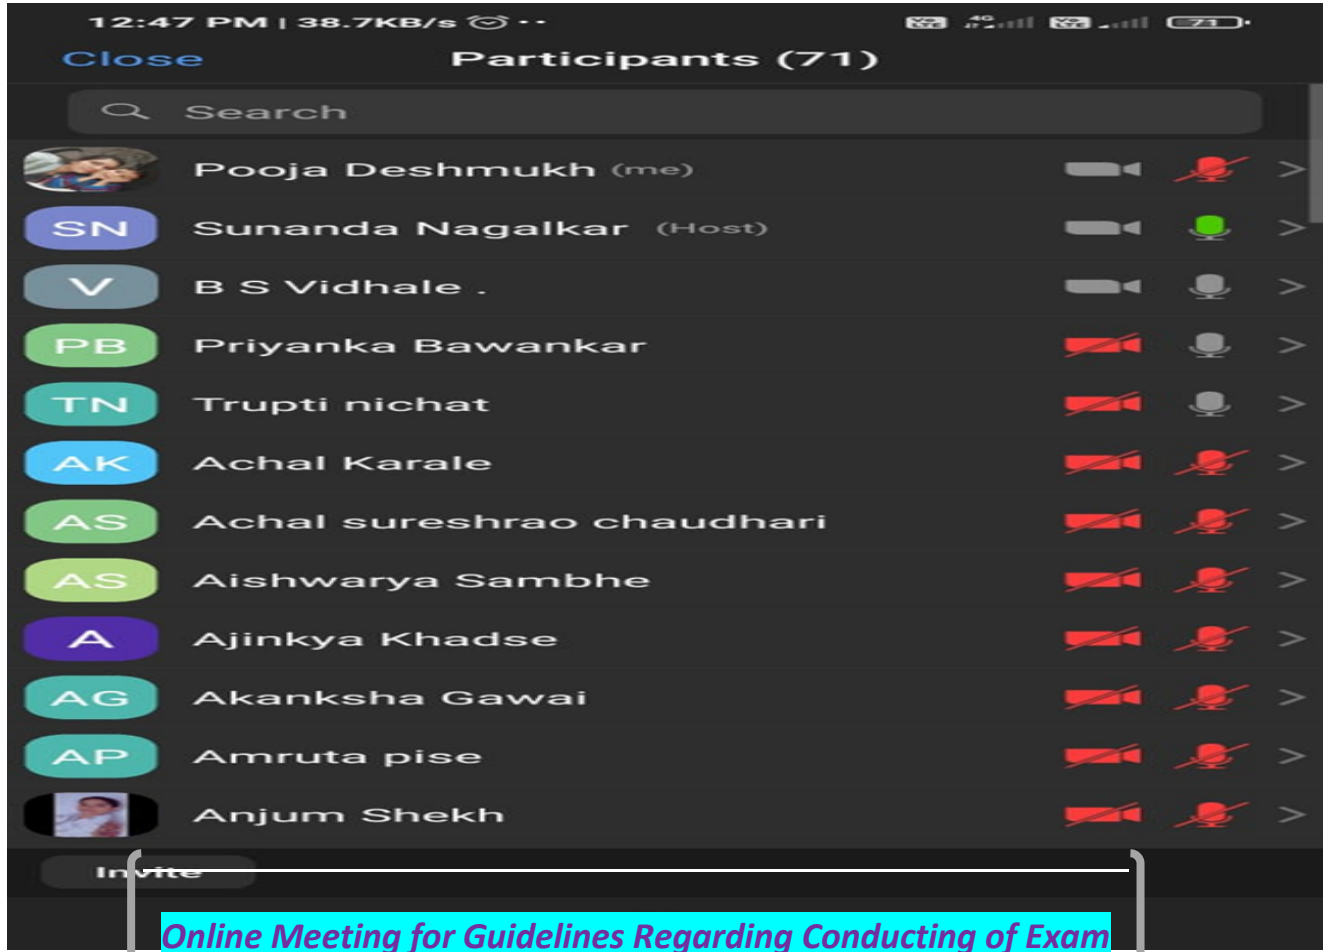 12:47 PM | 38.7KB/s
71
Close Participants (71)
Search
Pooja Deshmukh (me)
SN Sunanda Nagalkar (Host)
V B S Vidhale .
PB Priyanka Bawankar
TN Trupti nichat
AK Achal Karale
AS Achal sureshrao chaudhari
AS Aishwarya Sambhe
A Ajinkya Khadse
AG Akanksha Gawai
AP Amruta pise
Anjum Shekh
Invite
Online Meeting for Guidelines Regarding Conducting of Exam